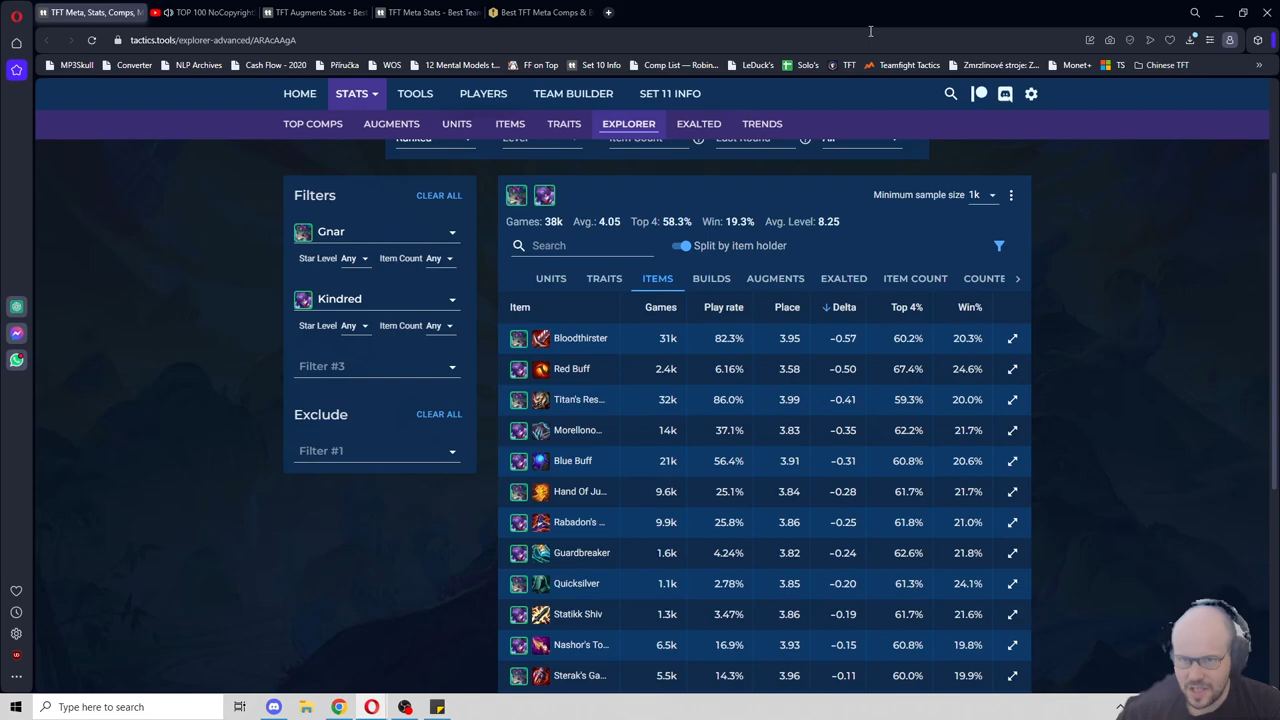 TFT Meta, Stats, Comps, M
TOP 100 NoCopyright
TFT Augments Stats - Bes
TFT Meta Stats - Best Tea
Best TFT Meta Comps & B
tactics.tools/explorer-advanced/ARAcAAgA
MP3Skull
Converter
NLP Archives
Cash Flow - 2020
Příručka
WOS
12 Mental Models t...
FF on Top
Set 10 Info
Comp List — Robin...
LeDuck's
Solo's
TFT
Teamfight Tactics
Zmrzlinové stroje: Z...
Monet+
TS
Chinese TFT
HOME
STATS
TOOLS
PLAYERS
TEAM BUILDER
SET 11 INFO
TOP COMPS
AUGMENTS
UNITS
ITEMS
TRAITS
EXPLORER
EXALTED
TRENDS
Ranked
Level
Item Count
Last Round
All
Filters
CLEAR ALL
Gnar
Star Level Any
Item Count Any
Kindred
Star Level Any
Item Count Any
Filter #3
Exclude
CLEAR ALL
Filter #1
Minimum sample size 1k
Games: 38k Avg.: 4.05 Top 4: 58.3% Win: 19.3% Avg. Level: 8.25
Search
Split by item holder
UNITS TRAITS ITEMS BUILDS AUGMENTS EXALTED ITEM COUNT COUNTE
Item Games Play rate Place Delta Top 4% Win%
Bloodthirster 31k 82.3% 3.95 −0.57 60.2% 20.3%
Red Buff 2.4k 6.16% 3.58 −0.50 67.4% 24.6%
Titan's Res... 32k 86.0% 3.99 −0.41 59.3% 20.0%
Morellono... 14k 37.1% 3.83 −0.35 62.2% 21.7%
Blue Buff 21k 56.4% 3.91 −0.31 60.8% 20.6%
Hand Of Ju... 9.6k 25.1% 3.84 −0.28 61.7% 21.7%
Rabadon's ... 9.9k 25.8% 3.86 −0.25 61.8% 21.0%
Guardbreaker 1.6k 4.24% 3.82 −0.24 62.6% 21.8%
Quicksilver 1.1k 2.78% 3.85 −0.20 61.3% 24.1%
Statikk Shiv 1.3k 3.47% 3.86 −0.19 61.7% 21.6%
Nashor's To... 6.5k 16.9% 3.93 −0.15 60.8% 19.8%
Sterak's Ga... 5.5k 14.3% 3.96 −0.11 60.0% 19.9%
Type here to search